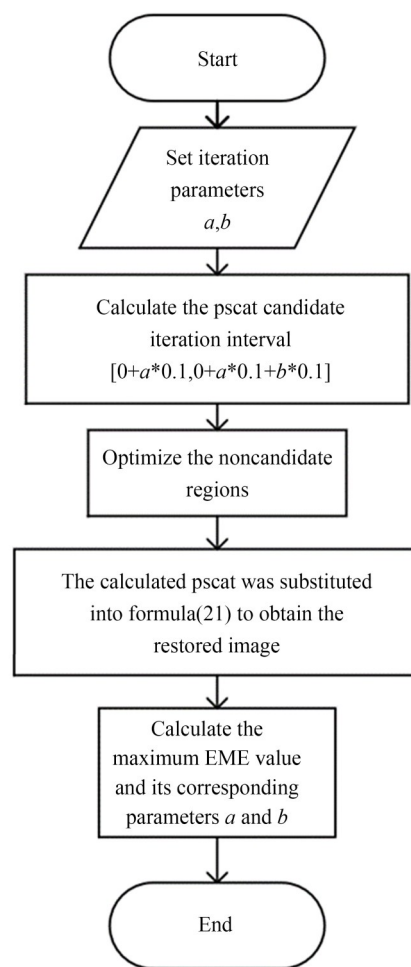 Start
Set iteration
parameters
a,b
Calculate the pscat candidate
iteration interval
[0+a*0.1,0+a*0.1+b*0.1]
Optimize the noncandidate
regions
The calculated pscat was substituted
into formula(21) to obtain the
restored image
Calculate the
maximum EME value
and its corresponding
parameters a and b
End